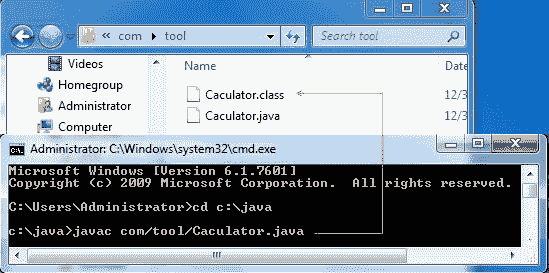 « com ▸ tool
Search tool
Videos
Homegroup
Administrator
Computer
Name
Caculator.class 12/3
Caculator.java 12/3
Administrator: C:\Windows\system32\cmd.exe
Microsoft Windows [Version 6.1.7601]
Copyright (c) 2009 Microsoft Corporation. All rights reserved.
C:\Users\Administrator>cd c:\java
c:\java>javac com/tool/Caculator.java